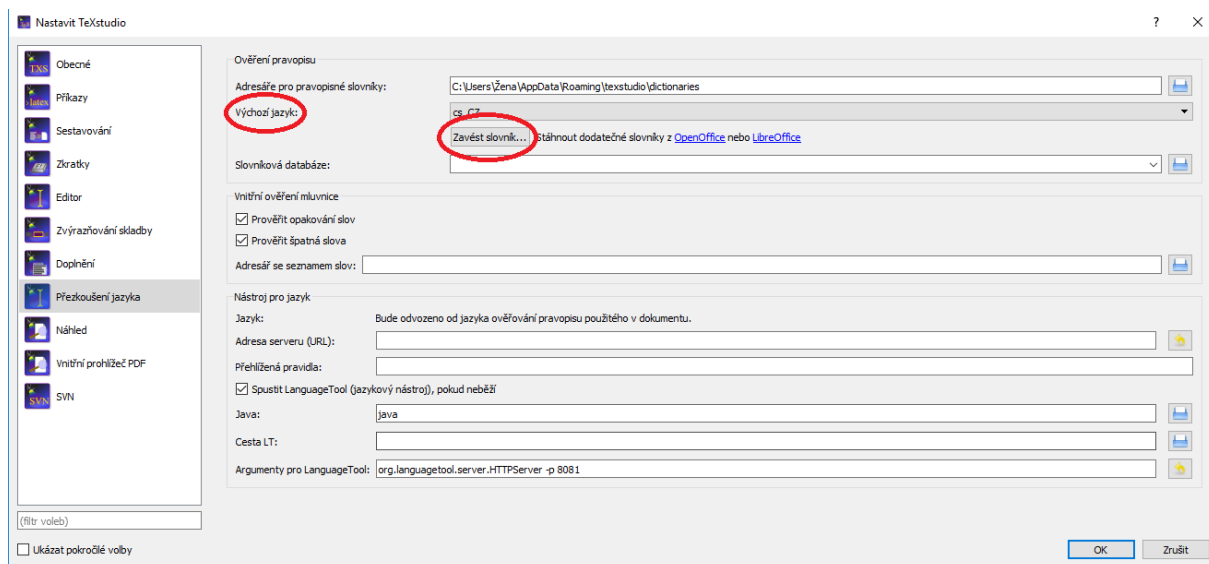 Nastavit TeXstudio
? ×
TXS Obecné
latex Příkazy
Sestavování
Zkratky
Editor
Zvýrazňování skladby
Doplnění
Přezkoušení jazyka
Náhled
Vnitřní prohlížeč PDF
SVN SVN
(filtr voleb)
Ukázat pokročilé volby
Ověření pravopisu
Adresáře pro pravopisné slovníky: C:\Users\Žena\AppData\Roaming\texstudio\dictionaries
Výchozí jazyk: cs_CZ
Zavést slovník... Stáhnout dodatečné slovníky z OpenOffice nebo LibreOffice
Slovníková databáze:
Vnitřní ověření mluvnice
Prověřit opakování slov
Prověřit špatná slova
Adresář se seznamem slov:
Nástroj pro jazyk
Jazyk: Bude odvozeno od jazyka ověřování pravopisu použitého v dokumentu.
Adresa serveru (URL):
Přehlížená pravidla:
Spustit LanguageTool (jazykový nástroj), pokud neběží
Java: java
Cesta LT:
Argumenty pro LanguageTool: org.languagetool.server.HTTPServer -p 8081
OK Zrušit